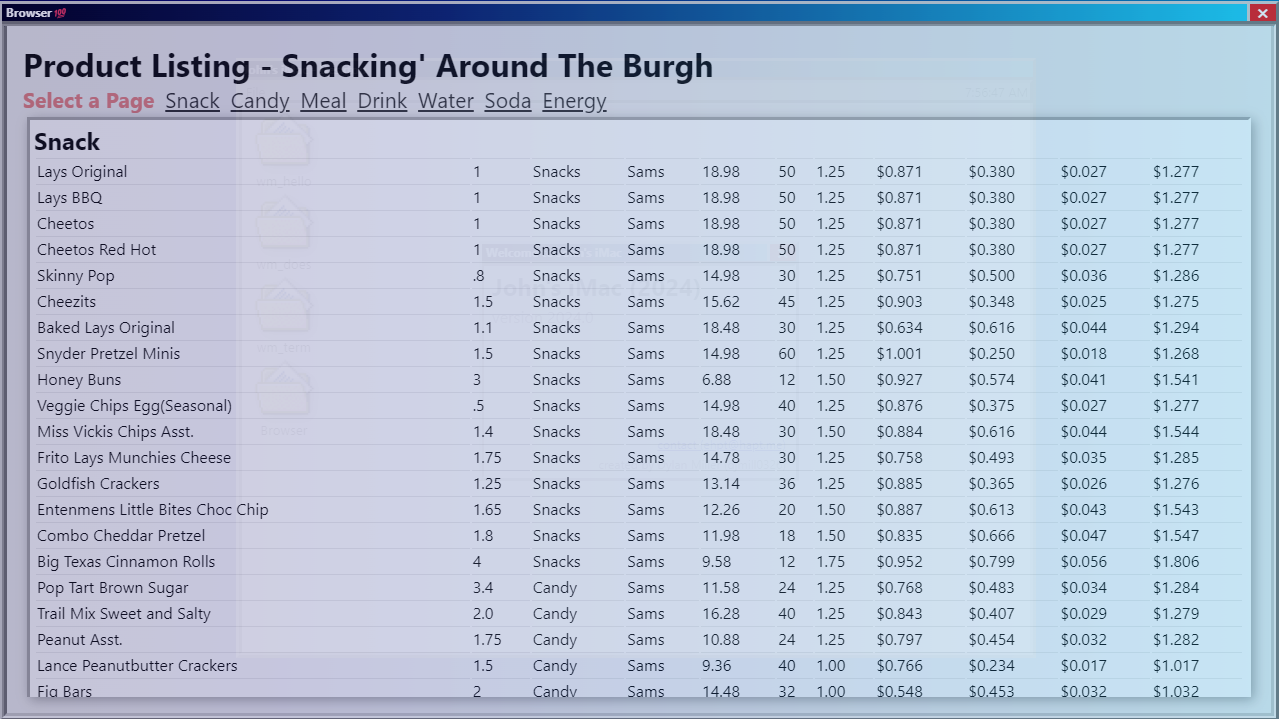 Browser 💯
Product Listing - Snacking' Around The Burgh
Select a Page Snack Candy Meal Drink Water Soda Energy
Snack
Lays Original 1 Snacks Sams 18.98 50 1.25 $0.871 $0.380 $0.027 $1.277
Lays BBQ 1 Snacks Sams 18.98 50 1.25 $0.871 $0.380 $0.027 $1.277
Cheetos 1 Snacks Sams 18.98 50 1.25 $0.871 $0.380 $0.027 $1.277
Cheetos Red Hot 1 Snacks Sams 18.98 50 1.25 $0.871 $0.380 $0.027 $1.277
Skinny Pop .8 Snacks Sams 14.98 30 1.25 $0.751 $0.500 $0.036 $1.286
Cheezits 1.5 Snacks Sams 15.62 45 1.25 $0.903 $0.348 $0.025 $1.275
Baked Lays Original 1.1 Snacks Sams 18.48 30 1.25 $0.634 $0.616 $0.044 $1.294
Snyder Pretzel Minis 1.5 Snacks Sams 14.98 60 1.25 $1.001 $0.250 $0.018 $1.268
Honey Buns 3 Snacks Sams 6.88 12 1.50 $0.927 $0.574 $0.041 $1.541
Veggie Chips Egg(Seasonal) .5 Snacks Sams 14.98 40 1.25 $0.876 $0.375 $0.027 $1.277
Miss Vickis Chips Asst. 1.4 Snacks Sams 18.48 30 1.50 $0.884 $0.616 $0.044 $1.544
Frito Lays Munchies Cheese 1.75 Snacks Sams 14.78 30 1.25 $0.758 $0.493 $0.035 $1.285
Goldfish Crackers 1.25 Snacks Sams 13.14 36 1.25 $0.885 $0.365 $0.026 $1.276
Entenmens Little Bites Choc Chip 1.65 Snacks Sams 12.26 20 1.50 $0.887 $0.613 $0.043 $1.543
Combo Cheddar Pretzel 1.8 Snacks Sams 11.98 18 1.50 $0.835 $0.666 $0.047 $1.547
Big Texas Cinnamon Rolls 4 Snacks Sams 9.58 12 1.75 $0.952 $0.799 $0.056 $1.806
Pop Tart Brown Sugar 3.4 Candy Sams 11.58 24 1.25 $0.768 $0.483 $0.034 $1.284
Trail Mix Sweet and Salty 2.0 Candy Sams 16.28 40 1.25 $0.843 $0.407 $0.029 $1.279
Peanut Asst. 1.75 Candy Sams 10.88 24 1.25 $0.797 $0.454 $0.032 $1.282
Lance Peanutbutter Crackers 1.5 Candy Sams 9.36 40 1.00 $0.766 $0.234 $0.017 $1.017
Fig Bars 2 Candy Sams 14.48 32 1.00 $0.548 $0.453 $0.032 $1.032
wm_hello
wm_term
Browser
John's iMac (2024)